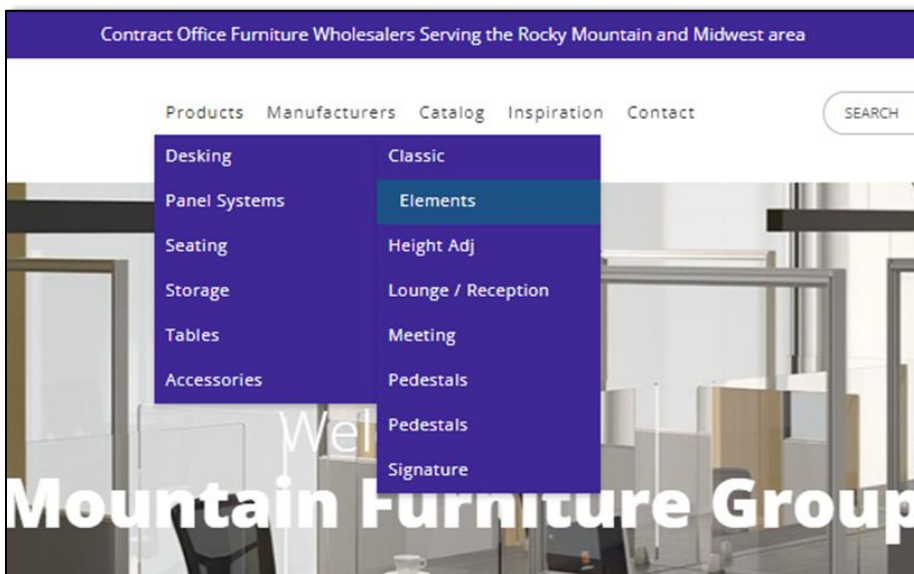 Contract Office Furniture Wholesalers Serving the Rocky Mountain and Midwest area
Products Manufacturers Catalog Inspiration Contact SEARCH
Desking Classic
Panel Systems Elements
Seating Height Adj
Storage Lounge / Reception
Tables Meeting
Accessories Pedestals
Pedestals
Signature
Mountain Furniture Group